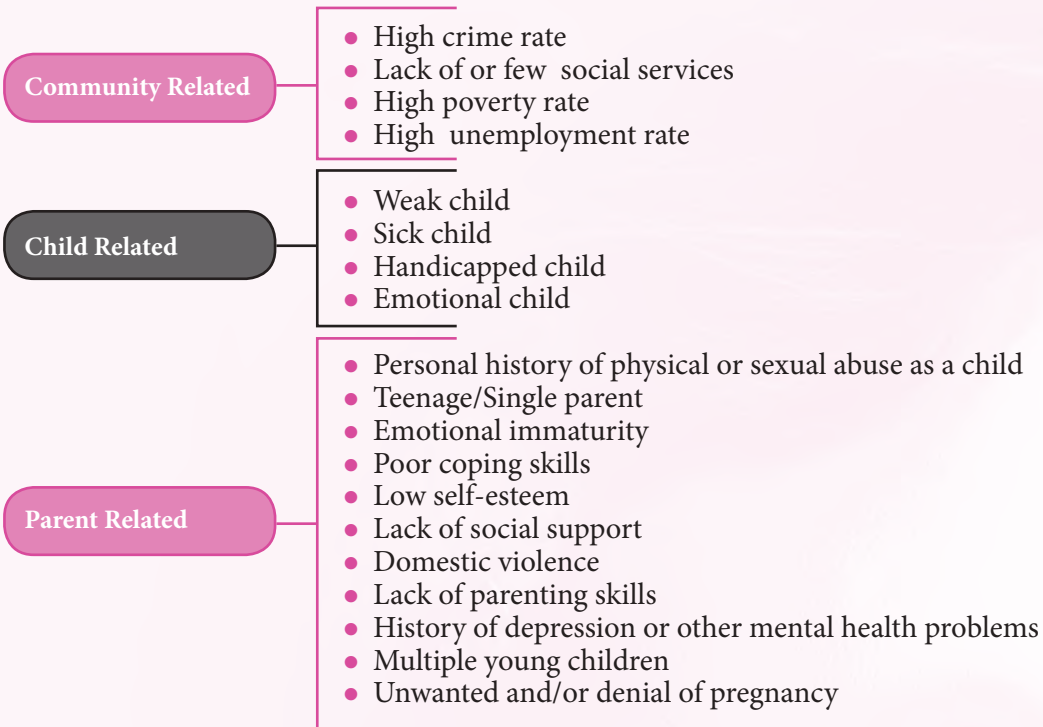 Community Related
● High crime rate
● Lack of or few  social services
● High poverty rate
● High  unemployment rate
Child Related
● Weak child
● Sick child
● Handicapped child
● Emotional child
Parent Related
● Personal history of physical or sexual abuse as a child
● Teenage/Single parent
● Emotional immaturity
● Poor coping skills
● Low self-esteem
● Lack of social support
● Domestic violence
● Lack of parenting skills
● History of depression or other mental health problems
● Multiple young children
● Unwanted and/or denial of pregnancy